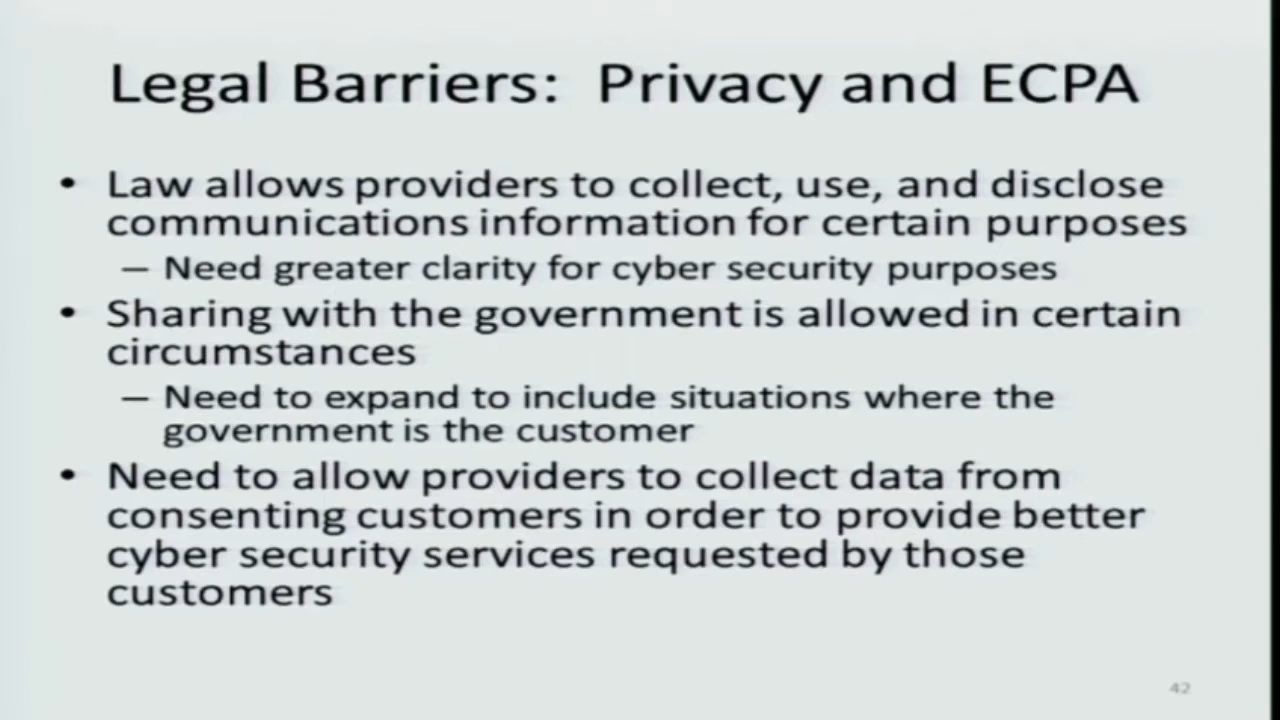 Legal Barriers: Privacy and ECPA
• Law allows providers to collect, use, and disclose
communications information for certain purposes
– Need greater clarity for cyber security purposes
• Sharing with the government is allowed in certain
circumstances
– Need to expand to include situations where the
government is the customer
• Need to allow providers to collect data from
consenting customers in order to provide better
cyber security services requested by those
customers
42